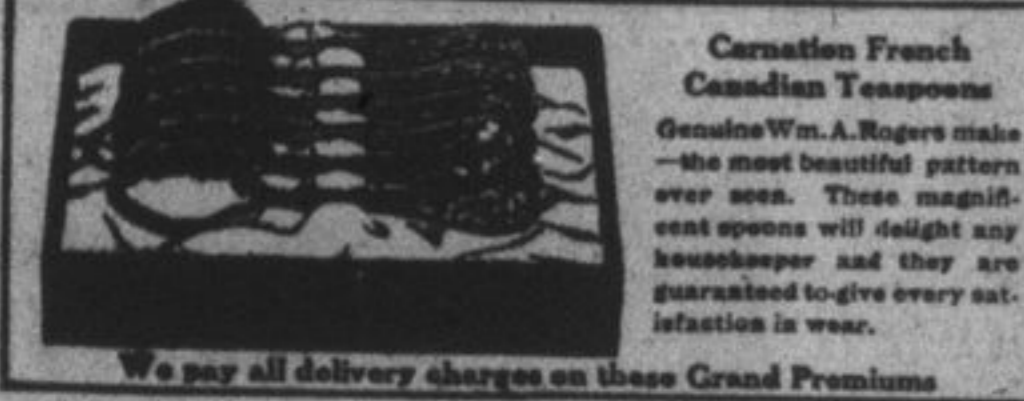 Carnation French
Canadian Teaspoons
Genuine Wm. A. Rogers make
—the most beautiful pattern
ever seen. These magnifi-
cent spoons will delight any
housekeeper and they are
guaranteed to give every sat-
isfaction in wear.
We pay all delivery charges on these Grand Premiums